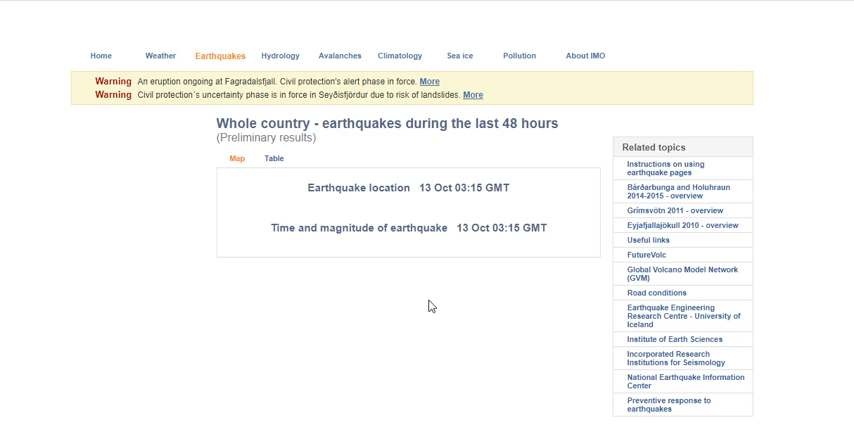 Home Weather Earthquakes Hydrology Avalanches Climatology Sea ice Pollution About IMO
Warning An eruption ongoing at Fagradalsfjall. Civil protection's alert phase in force. More
Warning Civil protection´s uncertainty phase is in force in Seyðisfjördur due to risk of landslides. More
Whole country - earthquakes during the last 48 hours
(Preliminary results)
Map Table
Earthquake location 13 Oct 03:15 GMT
Time and magnitude of earthquake 13 Oct 03:15 GMT
Related topics
Instructions on using
earthquake pages
Bárðarbunga and Holuhraun
2014-2015 - overview
Grímsvötn 2011 - overview
Eyjafjallajökull 2010 - overview
Useful links
FutureVolc
Global Volcano Model Network
(GVM)
Road conditions
Earthquake Engineering
Research Centre - University of
Iceland
Institute of Earth Sciences
Incorporated Research
Institutions for Seismology
National Earthquake Information
Center
Preventive response to
earthquakes